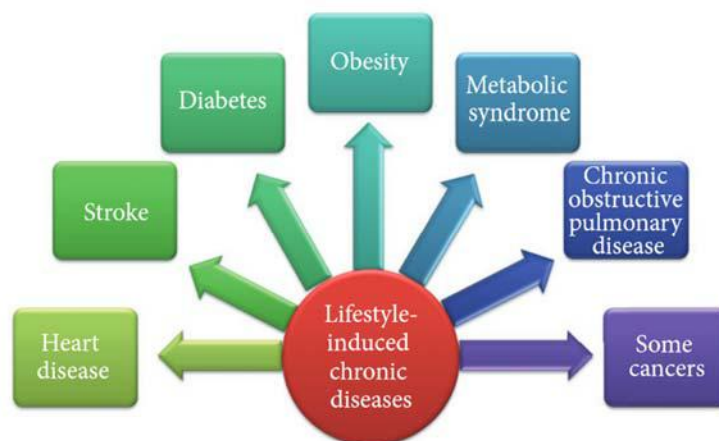 Obesity
Diabetes
Metabolic
syndrome
Stroke
Chronic
obstructive
pulmonary
disease
Heart
disease
Lifestyle-
induced
chronic
diseases
Some
cancers